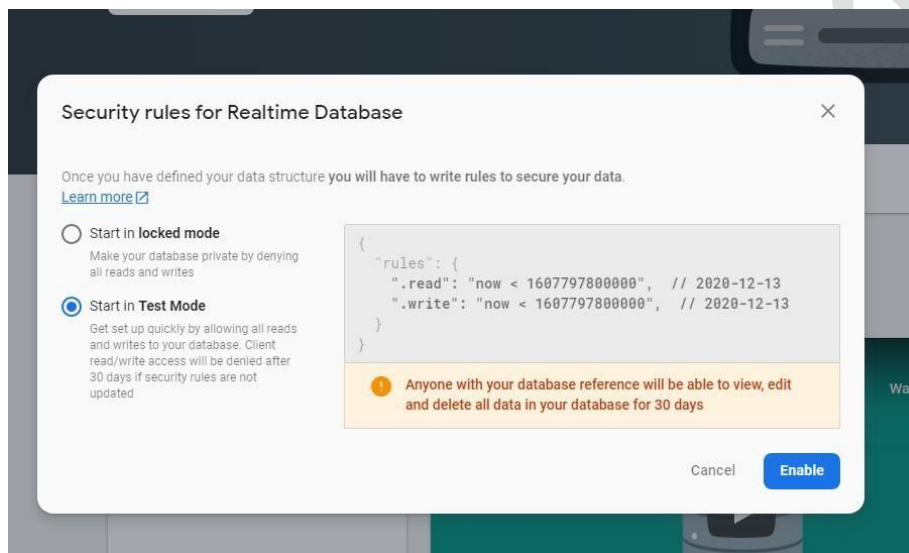 Security rules for Realtime Database
Once you have defined your data structure you will have to write rules to secure your data.
Learn more
Start in locked mode
Make your database private by denying
all reads and writes
Start in Test Mode
Get set up quickly by allowing all reads
and writes to your database. Client
read/write access will be denied after
30 days if security rules are not
updated
{
"rules": {
".read": "now < 1607797800000", // 2020-12-13
".write": "now < 1607797800000", // 2020-12-13
}
}
Anyone with your database reference will be able to view, edit
and delete all data in your database for 30 days
Cancel
Enable